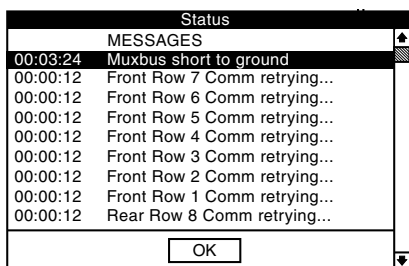 Status
MESSAGES
00:03:24 Muxbus short to ground
00:00:12 Front Row 7 Comm retrying...
00:00:12 Front Row 6 Comm retrying...
00:00:12 Front Row 5 Comm retrying...
00:00:12 Front Row 4 Comm retrying...
00:00:12 Front Row 3 Comm retrying...
00:00:12 Front Row 2 Comm retrying...
00:00:12 Front Row 1 Comm retrying...
00:00:12 Rear Row 8 Comm retrying...
OK